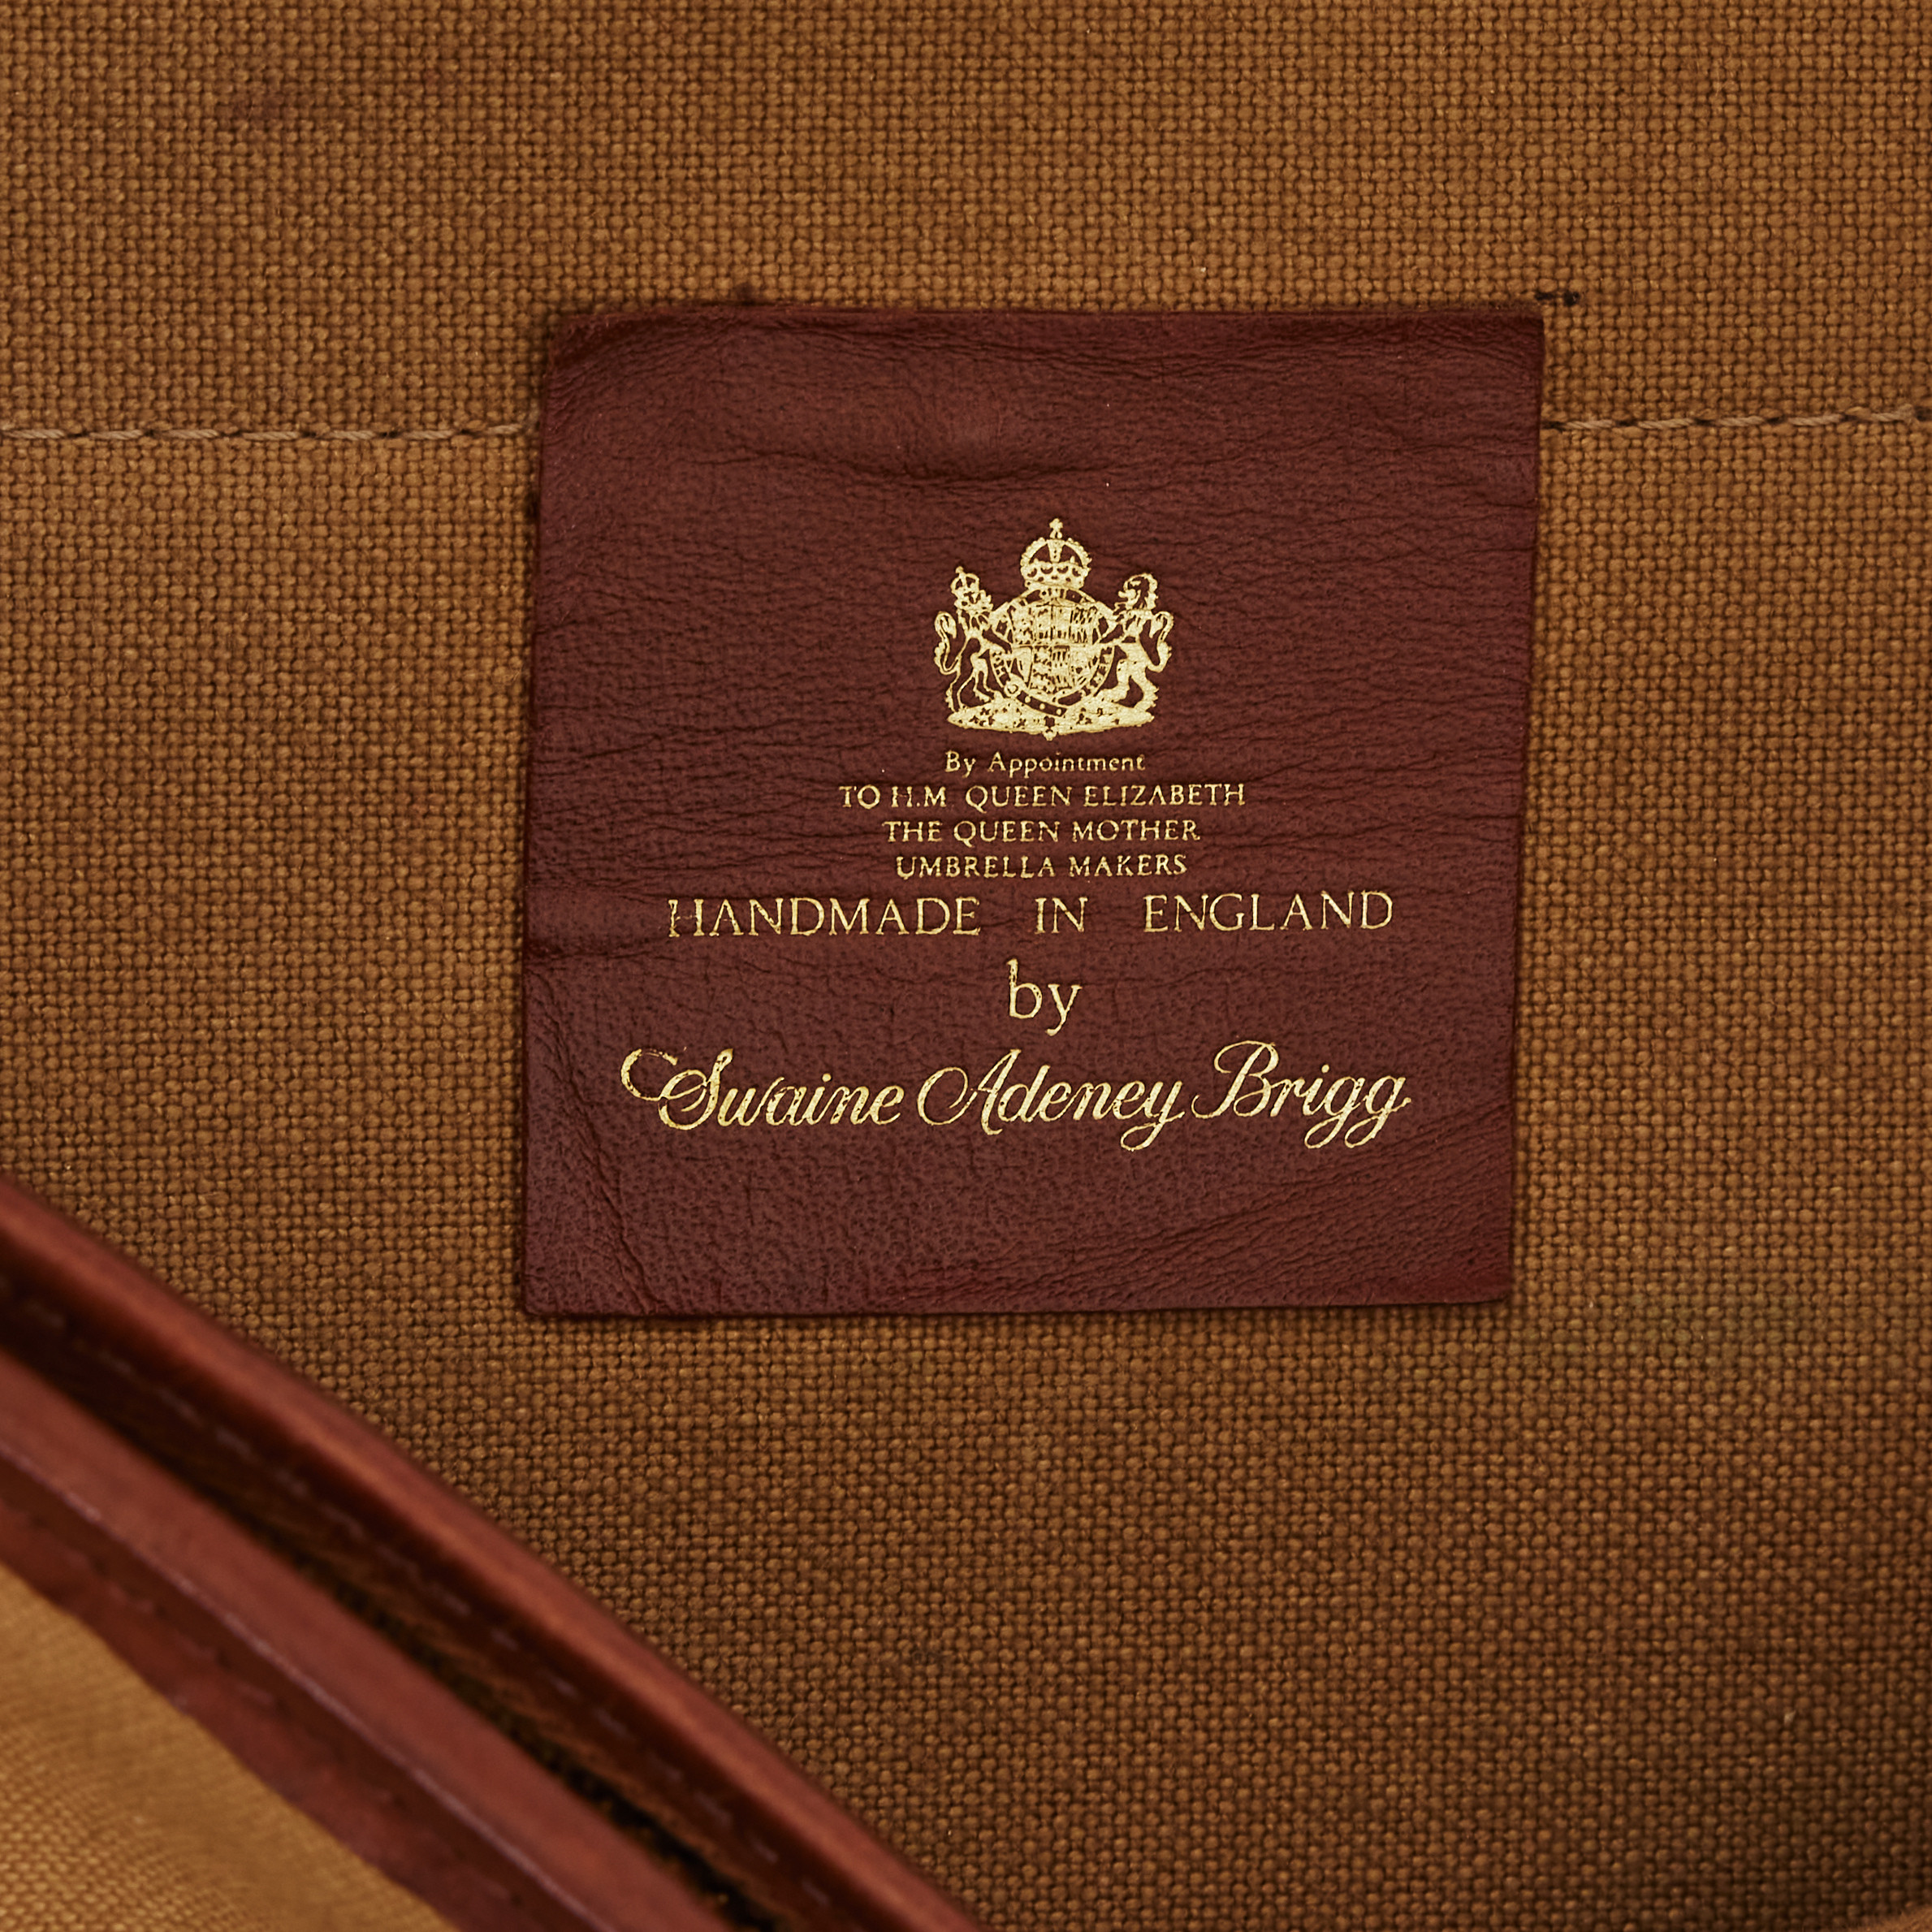 By Appointment
TO H.M QUEEN ELIZABETH
THE QUEEN MOTHER
UMBRELLA MAKERS
HANDMADE IN ENGLAND
by
Swaine Adeney Brigg